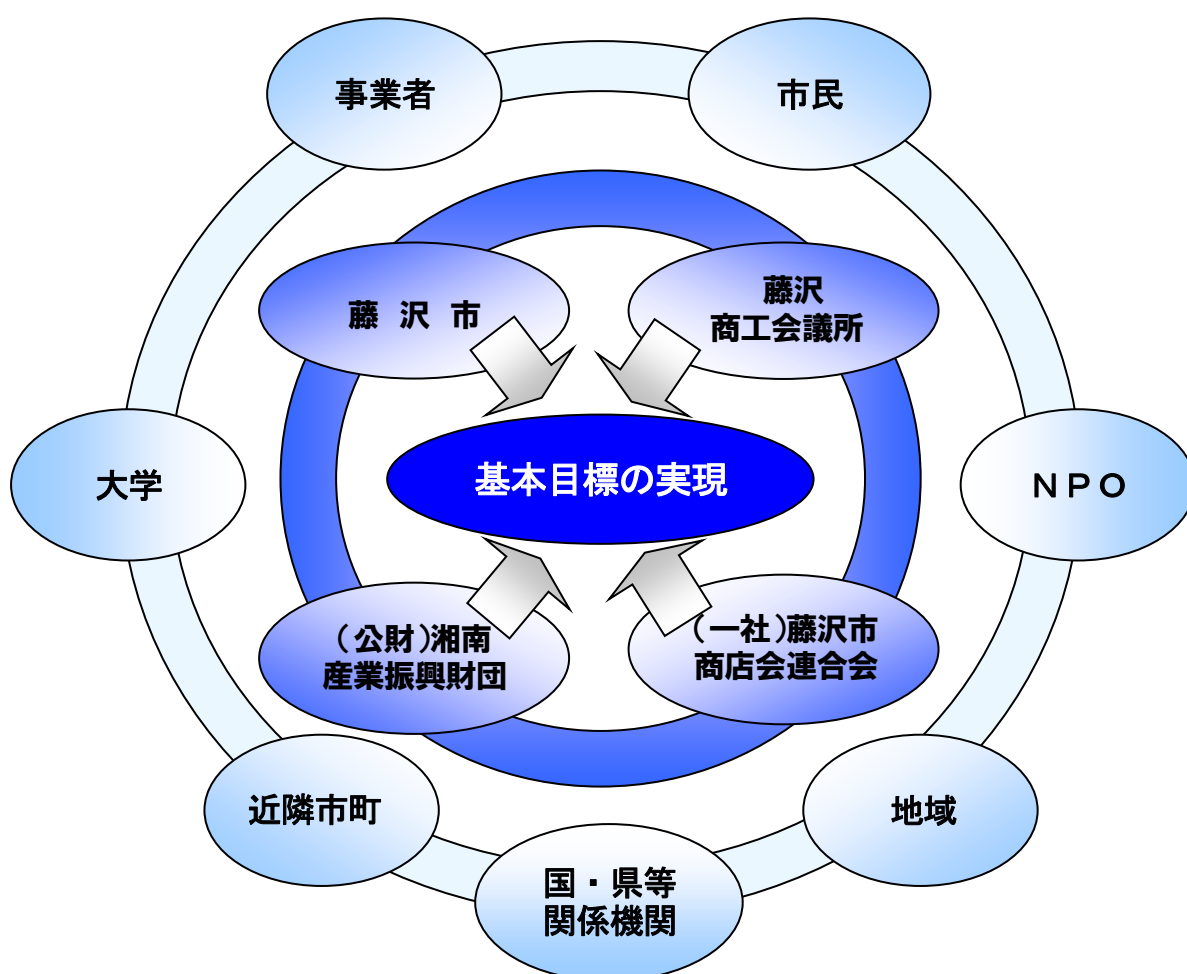 事業者
市民
藤 沢 市
藤沢
商工会議所
大学
基本目標の実現
ＮＰＯ
（公財）湘南
産業振興財団
（一社）藤沢市
商店会連合会
近隣市町
地域
国・県等
関係機関